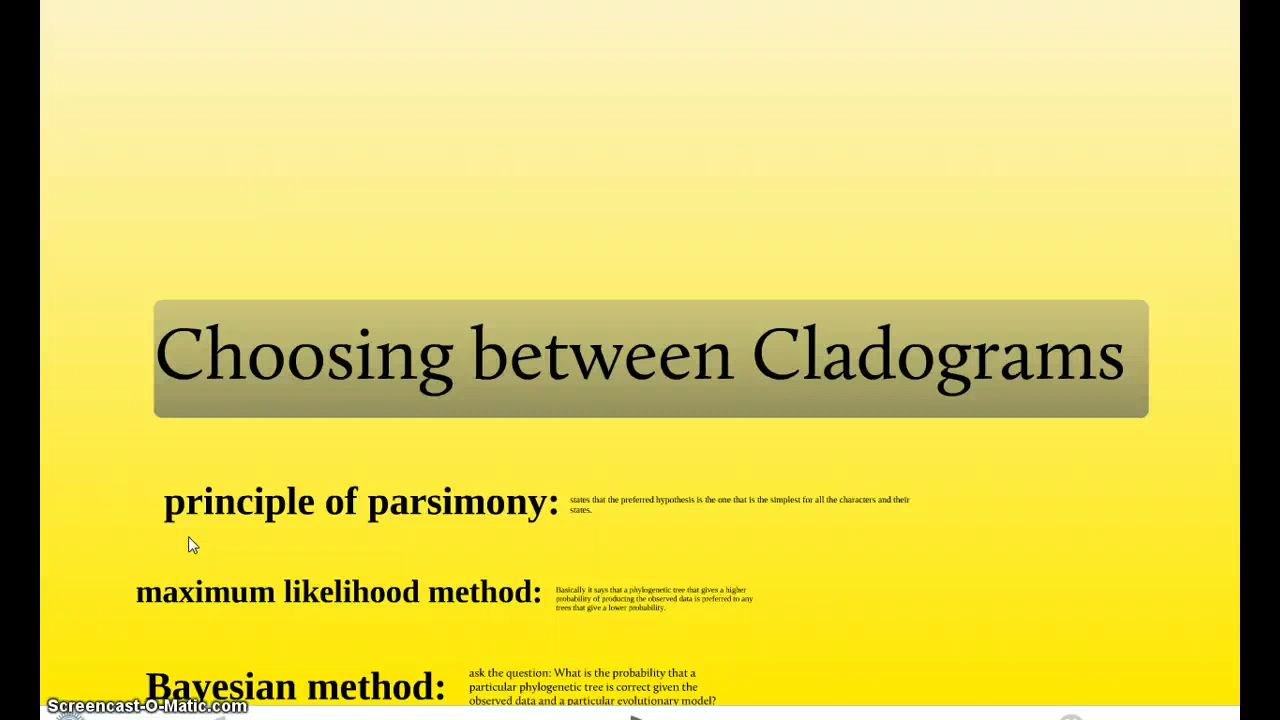 Choosing between Cladograms
principle of parsimony:
states that the preferred hypothesis is the one that is the simplest for all the characters and their
states.
maximum likelihood method:
Basically it says that a phylogenetic tree that gives a higher
probability of producing the observed data is preferred to any
trees that give a lower probability.
Bayesian method:
ask the question: What is the probability that a
particular phylogenetic tree is correct given the
observed data and a particular evolutionary model?
Screencast-O-Matic.com